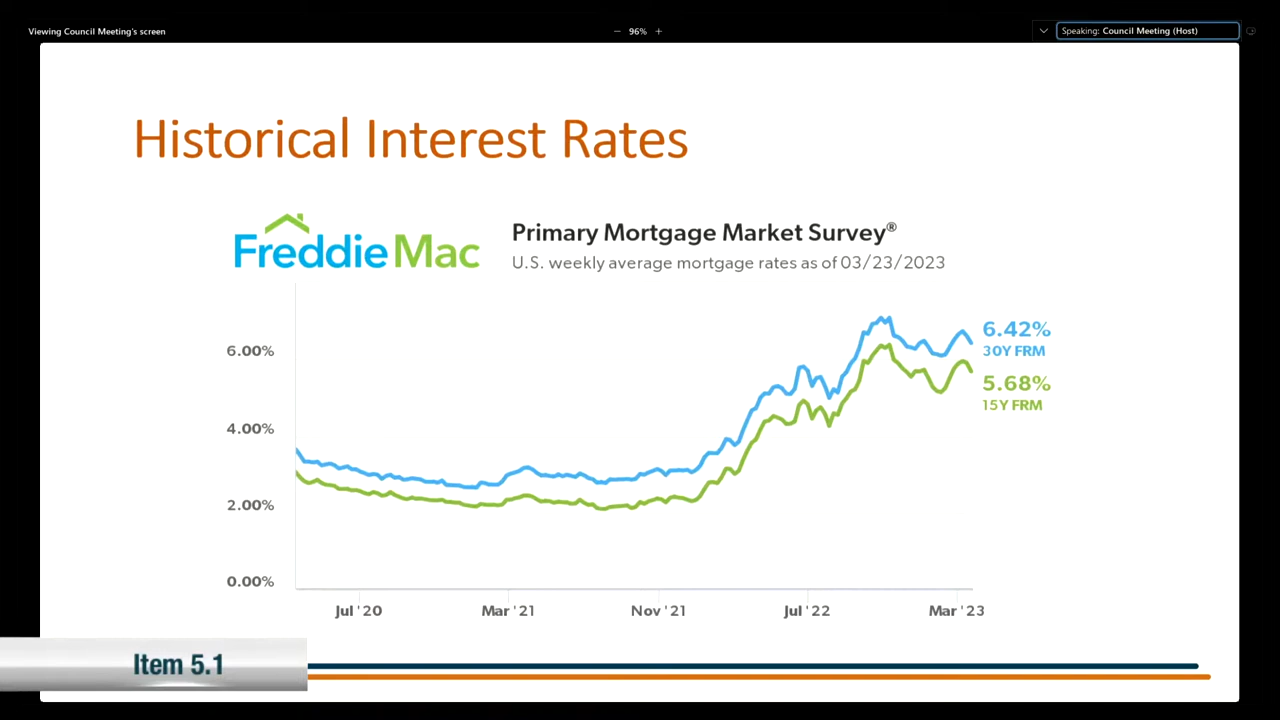 Viewing Council Meeting's screen
− 96% +
Speaking: Council Meeting (Host)
Historical Interest Rates
Freddie Mac
Primary Mortgage Market Survey®
U.S. weekly average mortgage rates as of 03/23/2023
6.00%
4.00%
2.00%
0.00%
6.42%
30Y FRM
5.68%
15Y FRM
Jul '20
Mar '21
Nov '21
Jul '22
Mar '23
Item 5.1